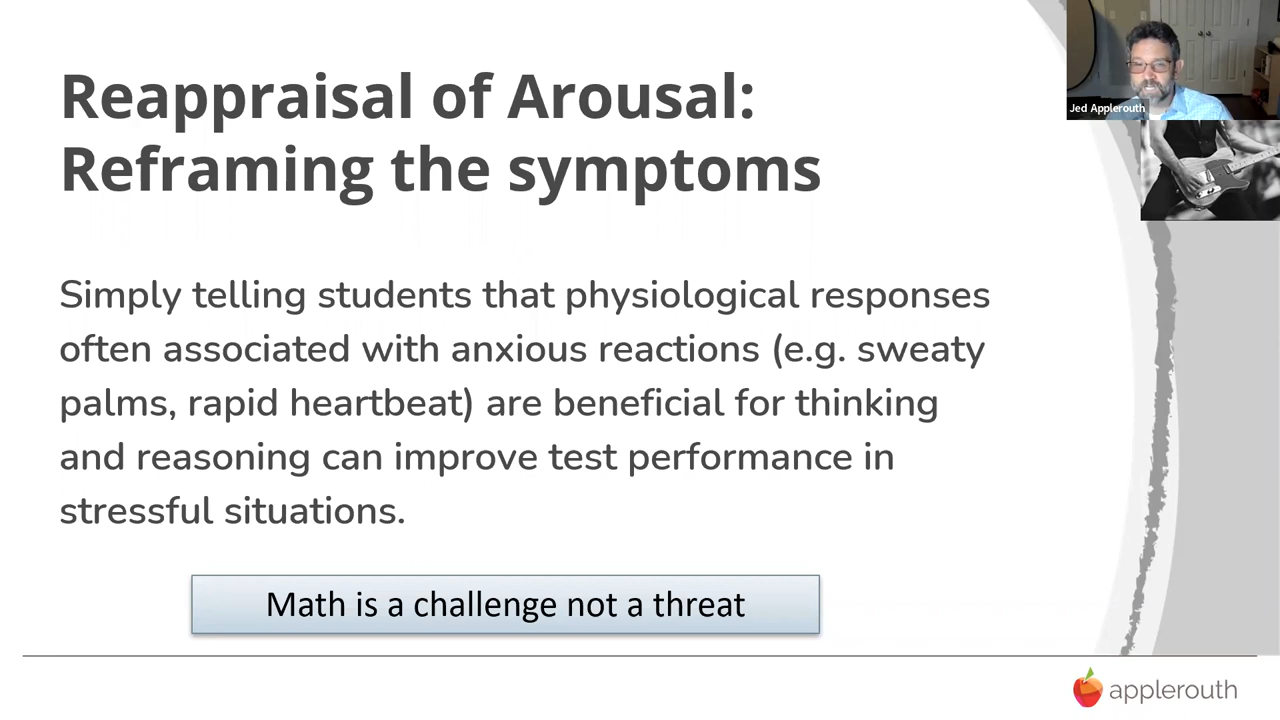 Reappraisal of Arousal:
Reframing the symptoms
Jed Applerouth
Simply telling students that physiological responses
often associated with anxious reactions (e.g. sweaty
palms, rapid heartbeat) are beneficial for thinking
and reasoning can improve test performance in
stressful situations.
Math is a challenge not a threat
applerouth